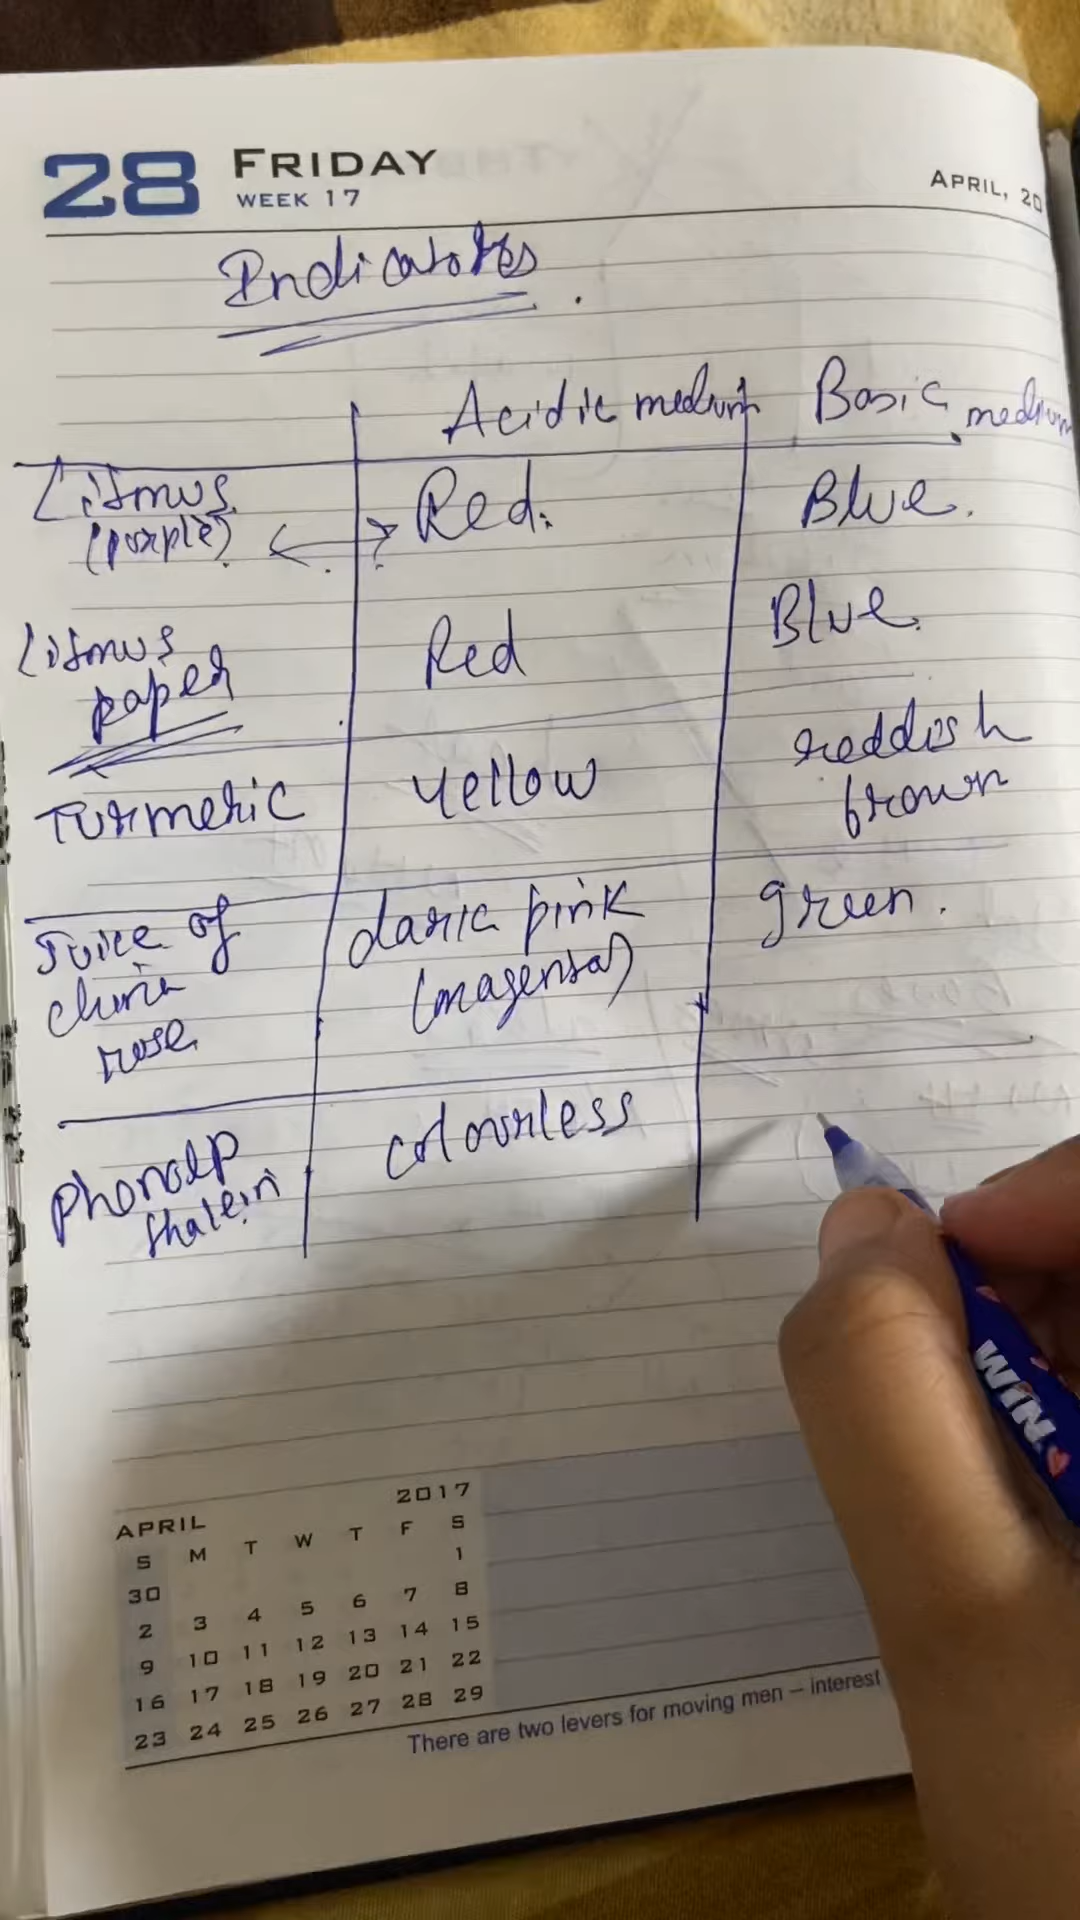 28 FRIDAY
WEEK 17
APRIL, 20
Indicators
Acidic medium Basic medium
Litmus (purple) Red. Blue.
Litmus paper Red Blue.
Turmeric Yellow reddish brown
Juice of china rose dark pink (magenta) green.
Phenolp thalein colourless
WIN
APRIL 2017
S M T W T F S
30 1
2 3 4 5 6 7 8
9 10 11 12 13 14 15
16 17 18 19 20 21 22
23 24 25 26 27 28 29
There are two levers for moving men – interest